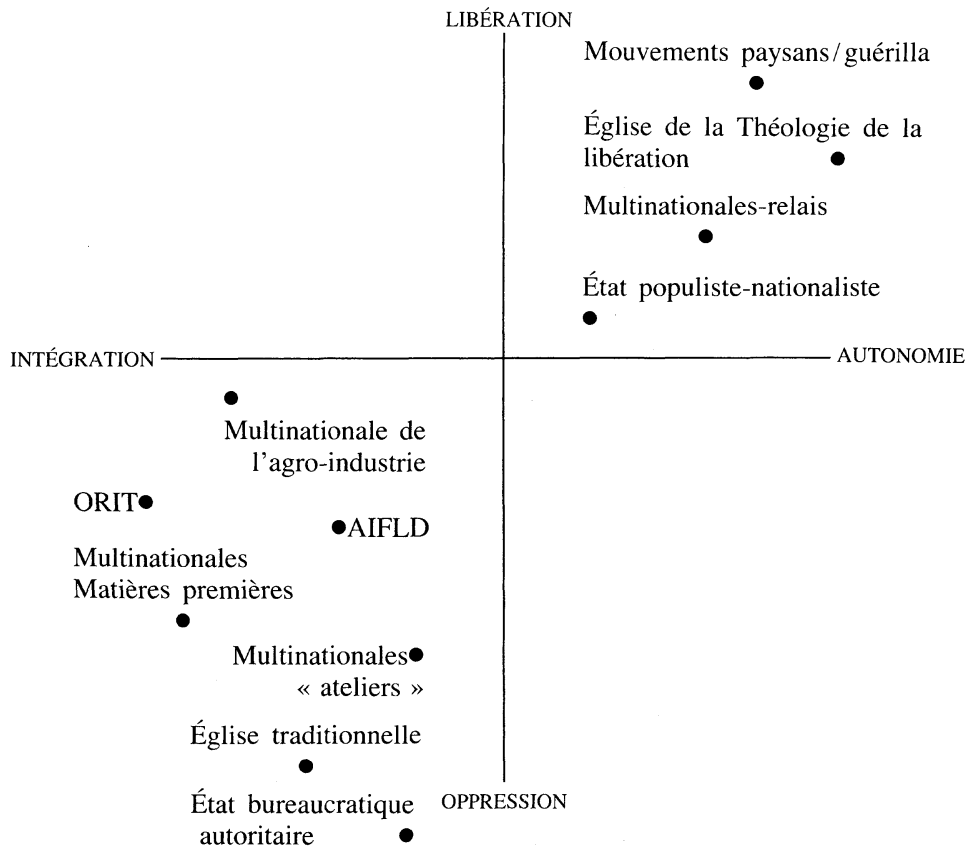 LIBÉRATION
Mouvements paysans/guérilla
Église de la Théologie de la
libération
Multinationales-relais
État populiste-nationaliste
INTÉGRATION
AUTONOMIE
Multinationale de
l'agro-industrie
ORIT
AIFLD
Multinationales
Matières premières
Multinationales
« ateliers »
Église traditionnelle
État bureaucratique
autoritaire
OPPRESSION